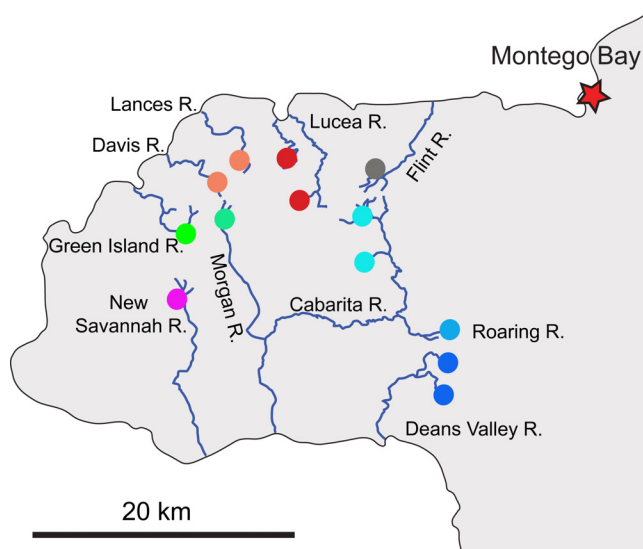 Montego Bay
Lances R.
Lucea R.
Davis R.
Flint R.
Green Island R.
Morgan R.
New
Savannah R.
Cabarita R.
Roaring R.
Deans Valley R.
20 km